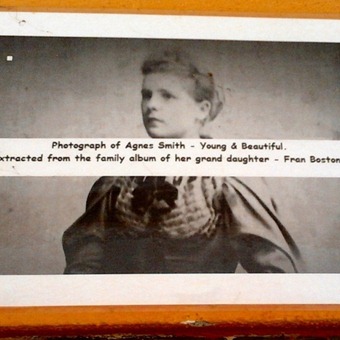 Photograph of Agnes Smith - Young & Beautiful.
xtracted from the family album of her grand daughter - Fran Boston